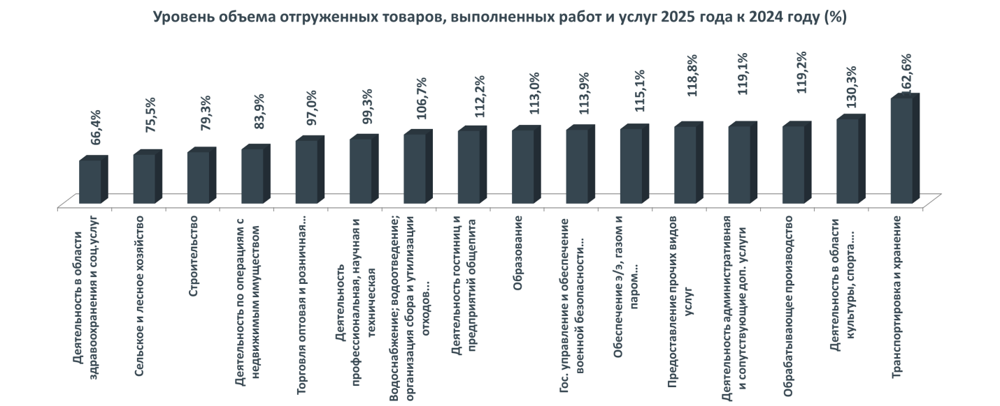 Уровень объема отгруженных товаров, выполненных работ и услуг 2025 года к 2024 году (%)
66,4%
75,5%
79,3%
83,9%
97,0%
99,3%
106,7%
112,2%
113,0%
113,9%
115,1%
118,8%
119,1%
119,2%
130,3%
162,6%
Деятельность в области
здравоохранения и соц.услуг
Сельское и лесное хозяйство
Строительство
Деятельность по операциям с
недвижимым имуществом
Торговля оптовая и розничная...
Деятельность
профессиональная, научная и
техническая
Водоснабжение; водоотведение;
организация сбора и утилизации
отходов...
Деятельность гостиниц и
предприятий общепита
Образование
Гос. управление и обеспечение
военной безопасности...
Обеспечение э/э, газом и
паром...
Предоставление прочих видов
услуг
Деятельность административная
и сопутствующие доп. услуги
Обрабатывающее производство
Деятельность в области
культуры, спорта....
Транспортировка и хранение